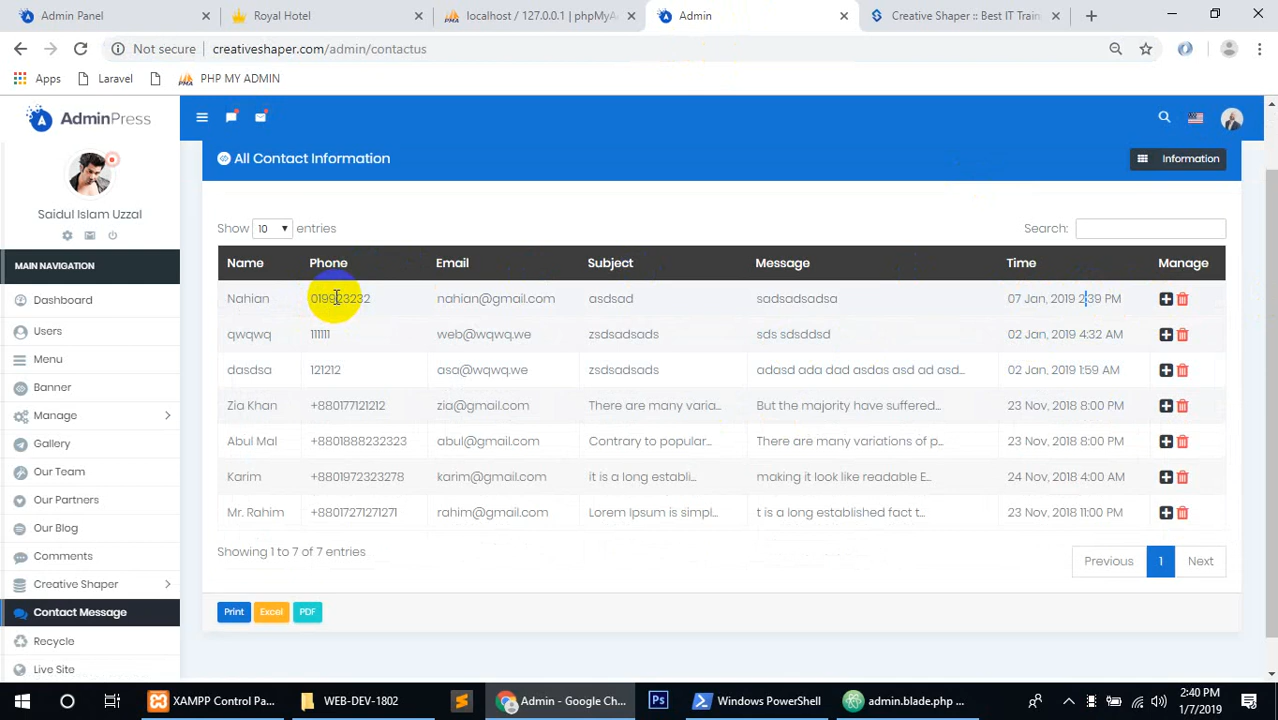 Admin Panel
Royal Hotel
localhost / 127.0.0.1 | phpMyA
Admin
Creative Shaper :: Best IT Train
Not secure
creativeshaper.com/admin/contactus
Apps
Laravel
PHP MY ADMIN
AdminPress
Saidul Islam Uzzal
MAIN NAVIGATION
Dashboard
Users
Menu
Banner
Manage
Gallery
Our Team
Our Partners
Our Blog
Comments
Creative Shaper
Contact Message
Recycle
Live Site
All Contact Information
Information
Show 10 entries
Search:
Name Phone Email Subject Message Time Manage
Nahian 019923232 nahian@gmail.com asdsad sadsadsadsa 07 Jan, 2019 2:39 PM
qwqwq 111111 web@wqwq.we zsdsadsads sds sdsddsd 02 Jan, 2019 4:32 AM
dasdsa 121212 asa@wqwq.we zsdsadsads adasd ada dad asdas asd ad asd... 02 Jan, 2019 1:59 AM
Zia Khan +880177121212 zia@gmail.com There are many varia... But the majority have suffered... 23 Nov, 2018 8:00 PM
Abul Mal +8801888232323 abul@gmail.com Contrary to popular... There are many variations of p... 23 Nov, 2018 8:00 PM
Karim +8801972323278 karim@gmail.com it is a long establi... making it look like readable E... 24 Nov, 2018 4:00 AM
Mr. Rahim +88017271271271 rahim@gmail.com Lorem Ipsum is simpl... t is a long established fact t... 23 Nov, 2018 11:00 PM
Showing 1 to 7 of 7 entries
Previous 1 Next
Print Excel PDF
XAMPP Control Pa...
WEB-DEV-1802
Admin - Google Ch...
Ps
Windows PowerShell
admin.blade.php ...
2:40 PM
1/7/2019